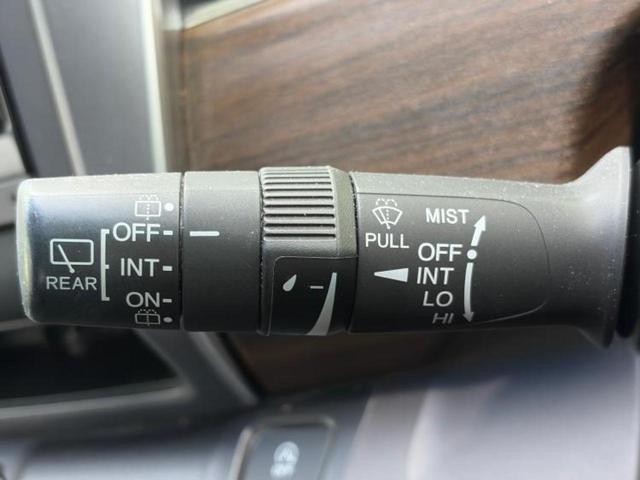 OFF
INT
REAR
ON
MIST
PULL
OFF
INT
LO
HI